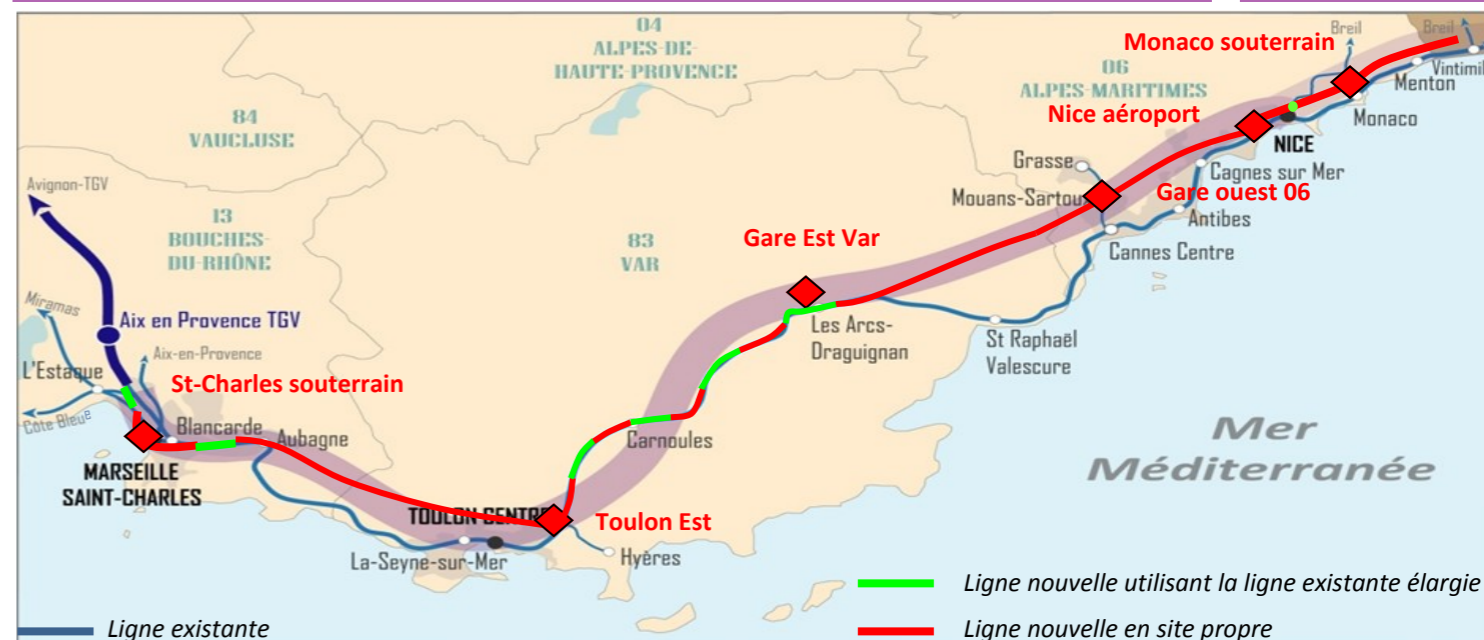 04
ALPES-DE-
HAUTE-PROVENCE
Monaco souterrain
Breil
Breil
06
ALPES-MARITIMES
Vintimil
Menton
Monaco
Nice aéroport
NICE
84
VAUCLUSE
Grasse
Cagnes sur Mer
Mouans-Sartou
Gare ouest 06
Antibes
Cannes Centre
Avignon-TGV
13
BOUCHES-
DU-RHÔNE
83
VAR
Gare Est Var
Miramas
Aix en Provence TGV
Aix-en-Provence
L'Estaque
St-Charles souterrain
Les Arcs-
Draguignan
St Raphaël
Valescure
Côte Bleue
Blancarde
Aubagne
Carnoules
Mer
Méditerranée
MARSEILLE
SAINT-CHARLES
TOULON CENTRE
Toulon Est
La-Seyne-sur-Mer
Hyères
Ligne nouvelle utilisant la ligne existante élargie
Ligne existante
Ligne nouvelle en site propre